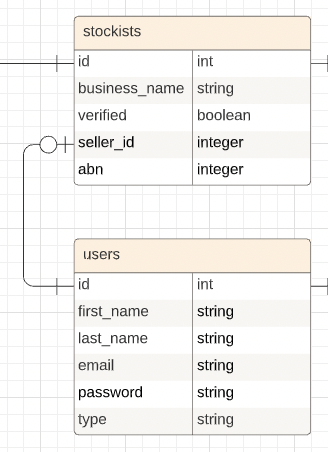 stockists
id int
business_name string
verified boolean
seller_id integer
abn integer
users
id int
first_name string
last_name string
email string
password string
type string